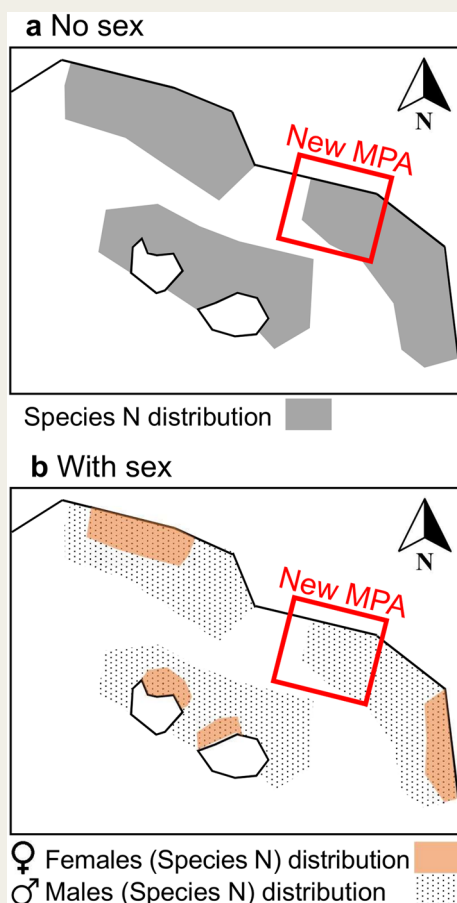 a No sex
N
New MPA
Species N distribution
b With sex
N
New MPA
♀ Females (Species N) distribution
♂ Males (Species N) distribution